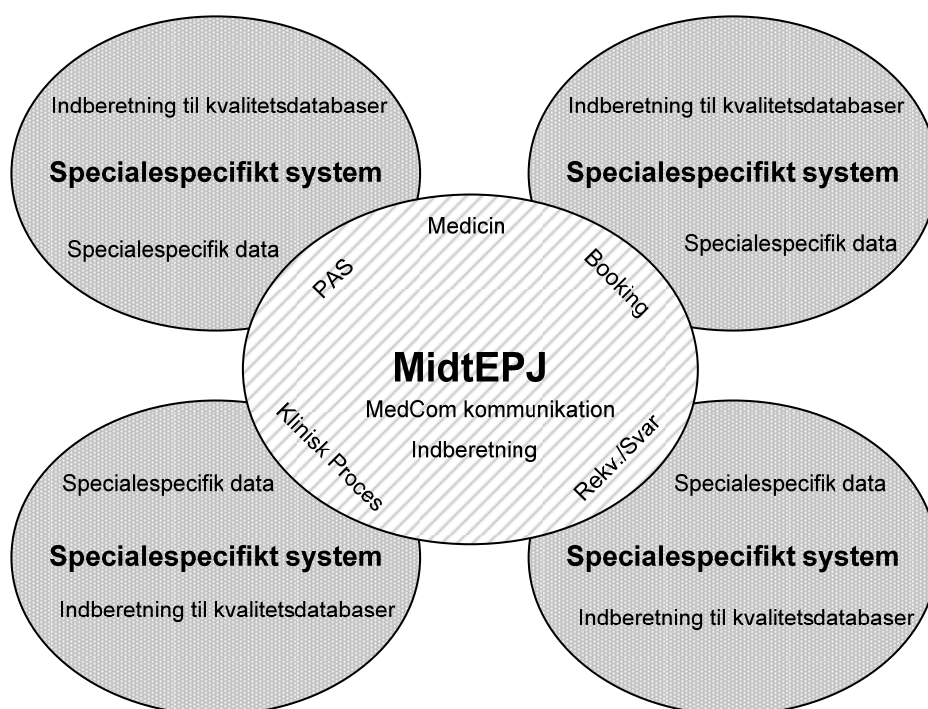 Indberetning til kvalitetsdatabaser
Specialespecifikt system
Specialespecifik data
Indberetning til kvalitetsdatabaser
Specialespecifikt system
Specialespecifik data
Medicin
PAS
Booking
MidtEPJ
MedCom kommunikation
Indberetning
Klinisk Proces
Rekv./Svar
Specialespecifik data
Specialespecifikt system
Indberetning til kvalitetsdatabaser
Specialespecifik data
Specialespecifikt system
Indberetning til kvalitetsdatabaser